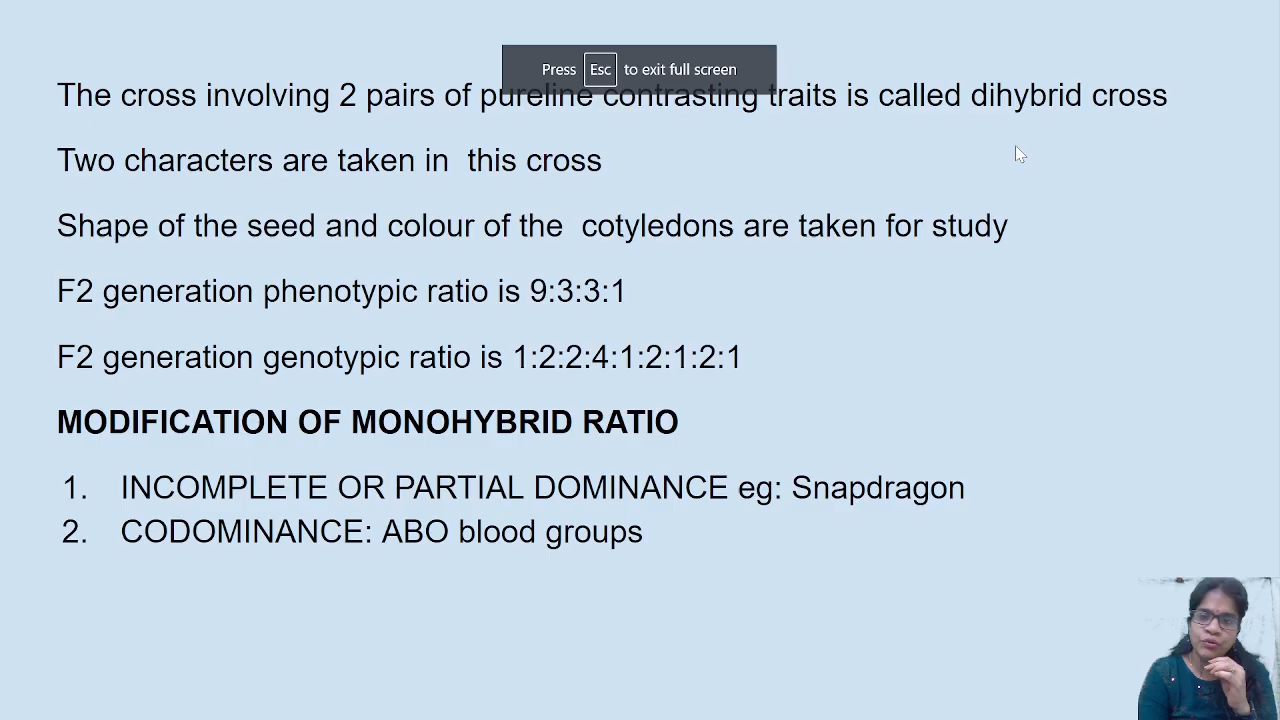 Press Esc to exit full screen
The cross involving 2 pairs of pureline contrasting traits is called dihybrid cross
Two characters are taken in  this cross
Shape of the seed and colour of the  cotyledons are taken for study
F2 generation phenotypic ratio is 9:3:3:1
F2 generation genotypic ratio is 1:2:2:4:1:2:1:2:1
MODIFICATION OF MONOHYBRID RATIO
1. INCOMPLETE OR PARTIAL DOMINANCE eg: Snapdragon
2. CODOMINANCE: ABO blood groups